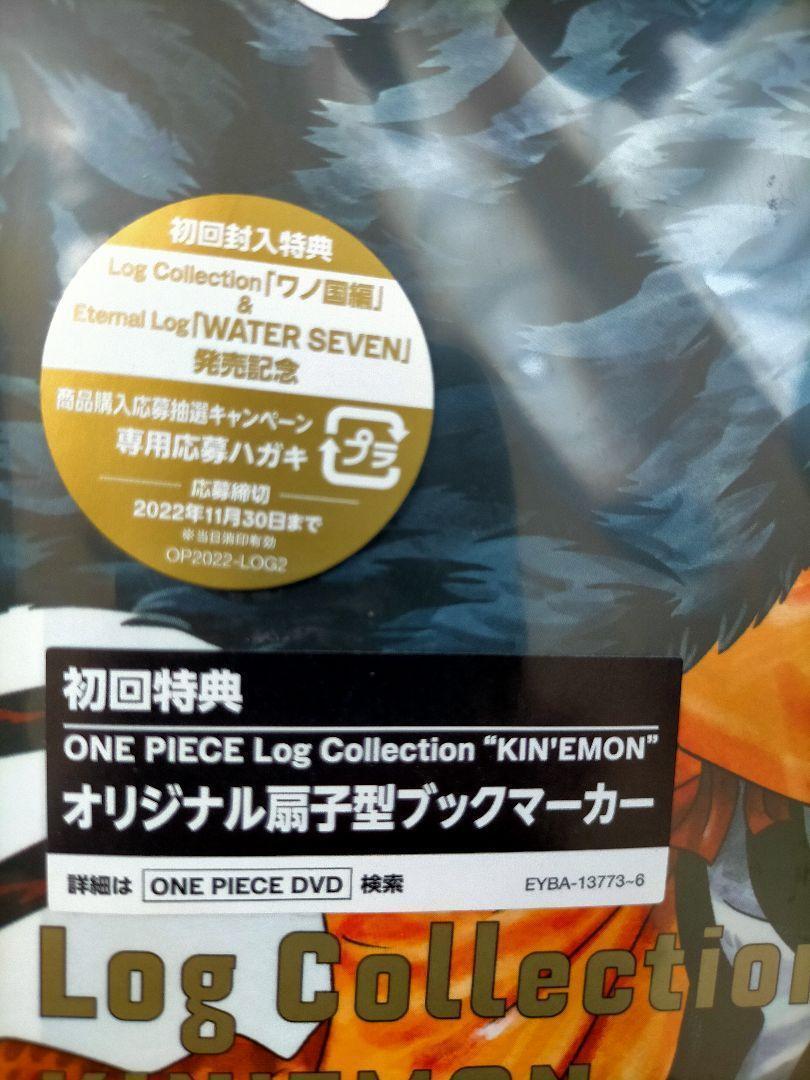 初回封入特典
Log Collection「ワノ国編」
&
Eternal Log「WATER SEVEN」
発売記念
商品購入応募抽選キャンペーン
専用応募ハガキ
プラ
応募締切
2022年11月30日まで
※当日消印有効
OP2022-LOG2
初回特典
ONE PIECE Log Collection “KIN'EMON”
オリジナル扇子型ブックマーカー
詳細は ONE PIECE DVD 検索
EYBA-13773~6
Log Collection
KIN'EMON